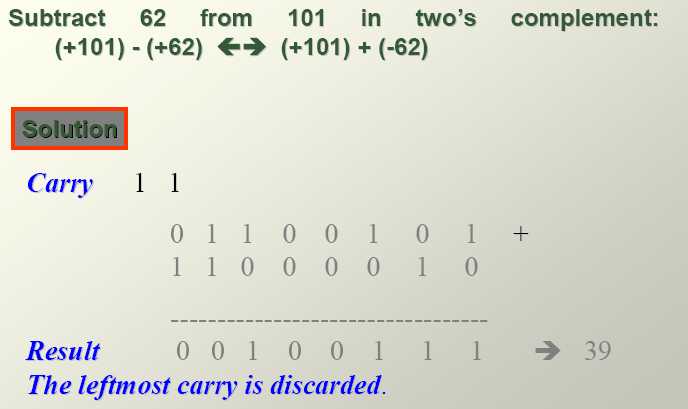 Subtract 62 from 101 in two’s complement:
(+101) - (+62) 🡸🡺 (+101) + (-62)
Solution
Carry 1 1
0 1 1 0 0 1 0 1 +
1 1 0 0 0 0 1 0
----------------------------------
Result 0 0 1 0 0 1 1 1 🡺 39
The leftmost carry is discarded.